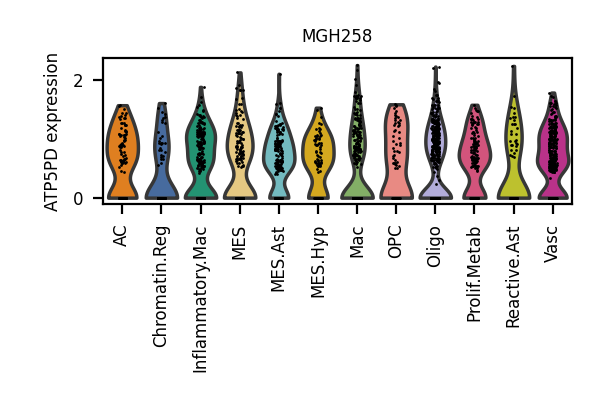 MGH258
ATP5PD expression
2
0
AC
Chromatin.Reg
Inflammatory.Mac
MES
MES.Ast
MES.Hyp
Mac
OPC
Oligo
Prolif.Metab
Reactive.Ast
Vasc